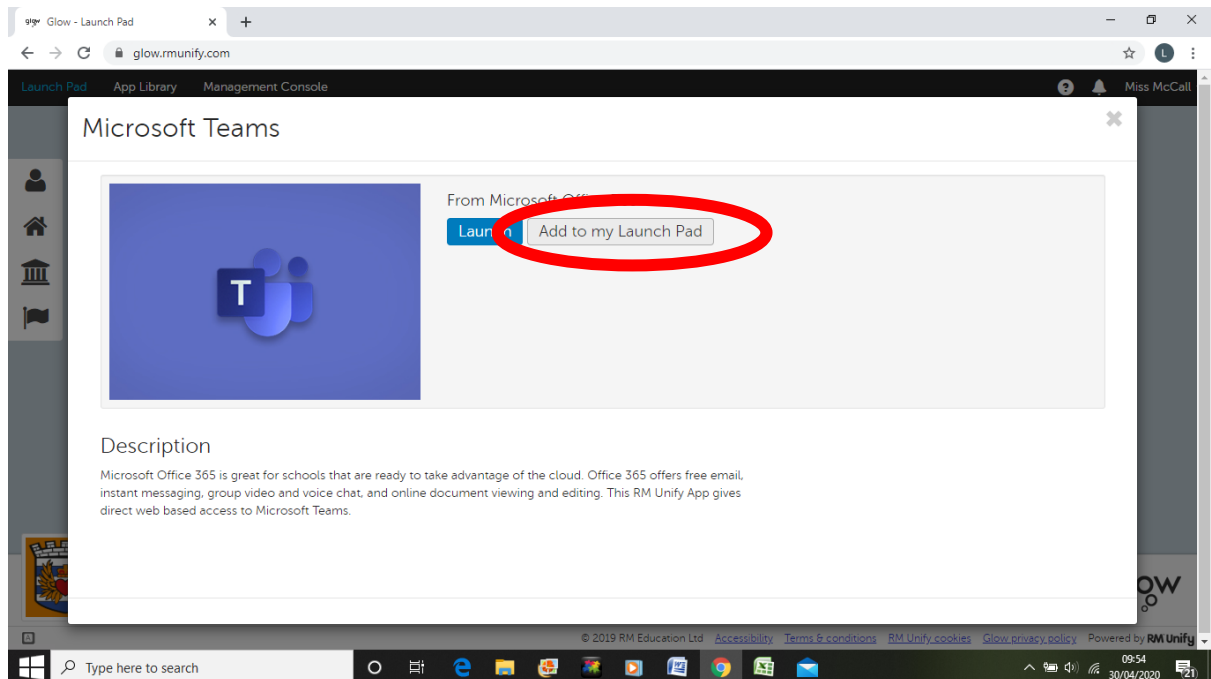 glow Glow - Launch Pad
glow.rmunify.com
L
Launch Pad App Library Management Console Miss McCall
Microsoft Teams
T
From Microsoft
Launch Add to my Launch Pad
Description
Microsoft Office 365 is great for schools that are ready to take advantage of the cloud. Office 365 offers free email,
instant messaging, group video and voice chat, and online document viewing and editing. This RM Unify App gives
direct web based access to Microsoft Teams.
© 2019 RM Education Ltd Accessibility Terms & conditions RM Unify cookies Glow privacy policy Powered by RM Unify
Type here to search
09:54
30/04/2020
21